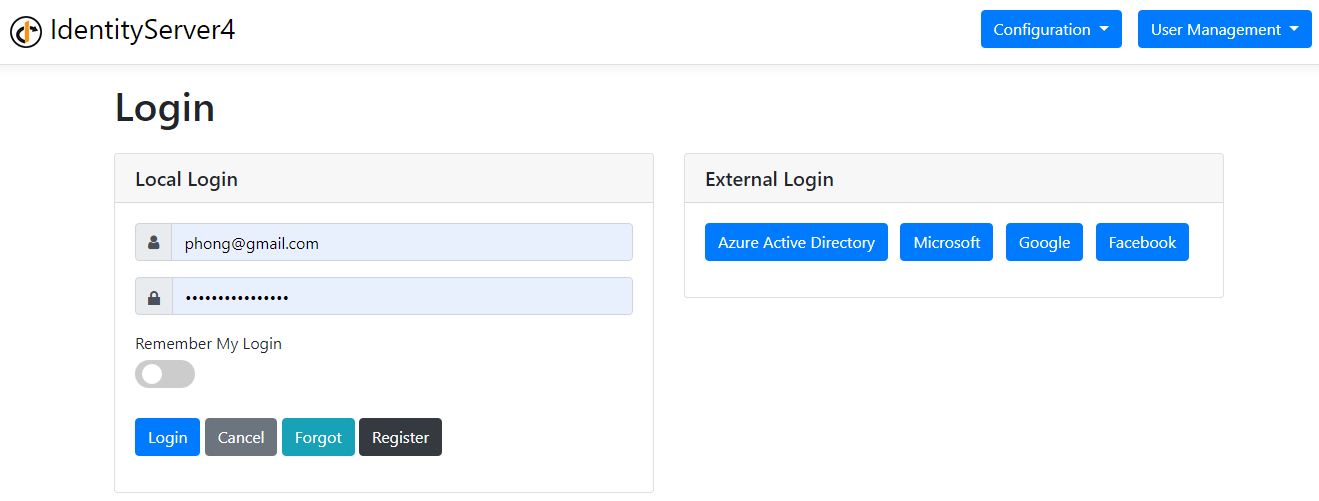 IdentityServer4
Configuration
User Management
Login
Local Login
phong@gmail.com
••••••••••••••••
Remember My Login
Login
Cancel
Forgot
Register
External Login
Azure Active Directory
Microsoft
Google
Facebook